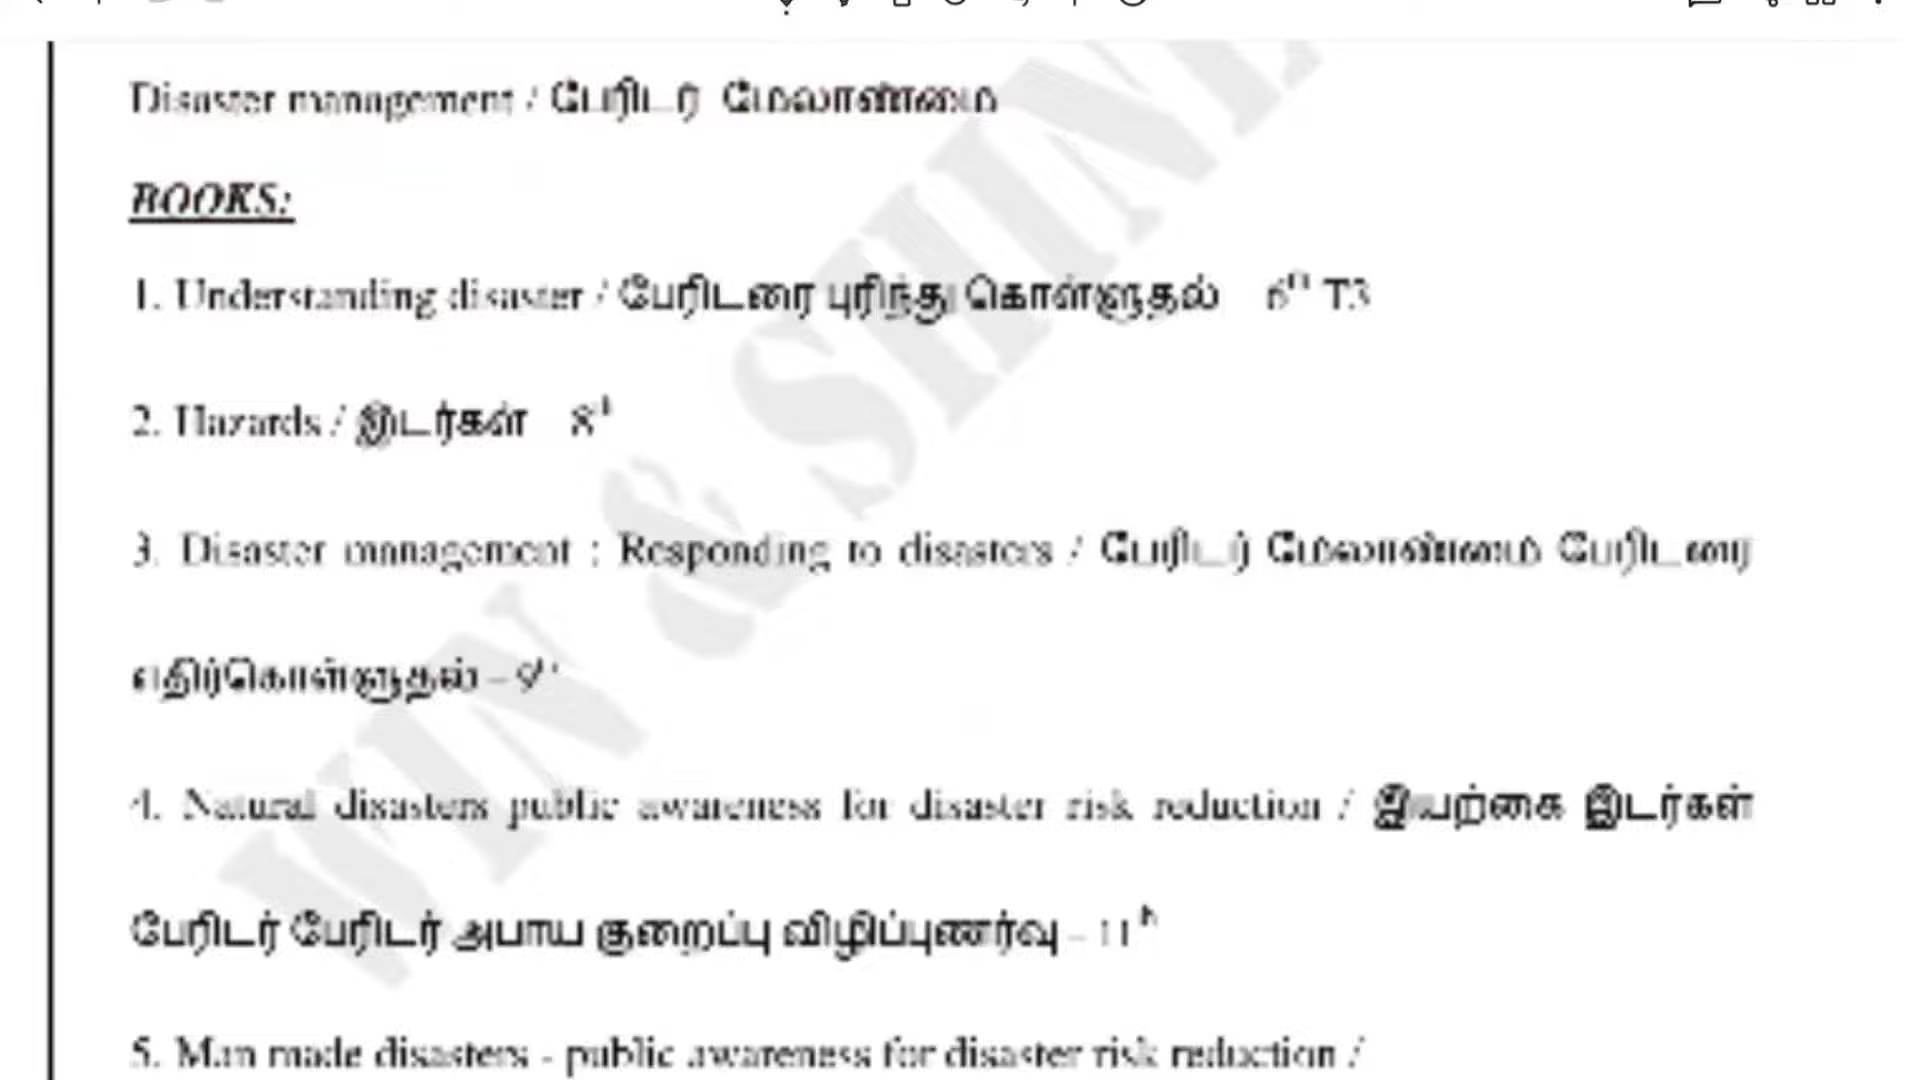 Disaster management / பேரிடர் மேலாண்மை
BOOKS:
1. Understanding disaster / பேரிடரை புரிந்து கொள்ளுதல் 6th T3
2. Hazards / இடர்கள் 8th
3. Disaster management : Responding to disasters / பேரிடர் மேலாண்மை பேரிடரை
எதிர்கொள்ளுதல் – 9th
4. Natural disasters public awareness for disaster risk reduction / இயற்கை இடர்கள்
பேரிடர் பேரிடர் அபாய குறைப்பு விழிப்புணர்வு – 11th
5. Man made disasters - public awareness for disaster risk reduction /
WIN & SHINE